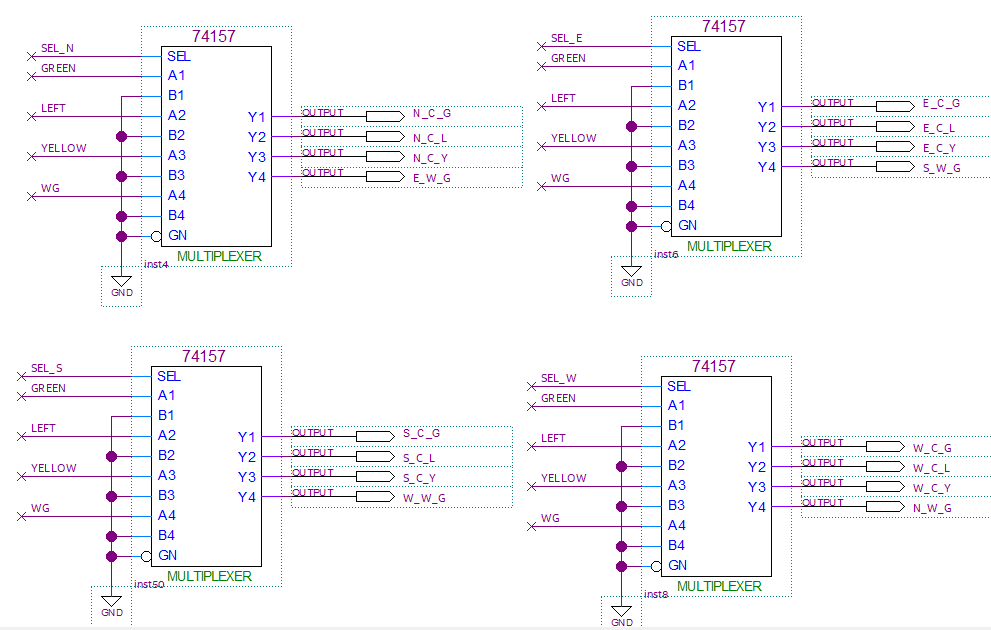 74157
SEL_N
SEL
GREEN
A1
B1
LEFT
A2
Y1
OUTPUT
N_C_G
B2
Y2
OUTPUT
N_C_L
YELLOW
A3
Y3
OUTPUT
N_C_Y
B3
Y4
OUTPUT
E_W_G
WG
A4
B4
GN
MULTIPLEXER
inst4
GND
74157
SEL_E
SEL
GREEN
A1
B1
LEFT
A2
Y1
OUTPUT
E_C_G
B2
Y2
OUTPUT
E_C_L
YELLOW
A3
Y3
OUTPUT
E_C_Y
B3
Y4
OUTPUT
S_W_G
WG
A4
B4
GN
MULTIPLEXER
inst6
GND
74157
SEL_S
SEL
GREEN
A1
B1
LEFT
A2
Y1
OUTPUT
S_C_G
B2
Y2
OUTPUT
S_C_L
YELLOW
A3
Y3
OUTPUT
S_C_Y
B3
Y4
OUTPUT
W_W_G
WG
A4
B4
GN
MULTIPLEXER
inst50
GND
74157
SEL_W
SEL
GREEN
A1
B1
LEFT
A2
Y1
OUTPUT
W_C_G
B2
Y2
OUTPUT
W_C_L
YELLOW
A3
Y3
OUTPUT
W_C_Y
B3
Y4
OUTPUT
N_W_G
WG
A4
B4
GN
MULTIPLEXER
inst8
GND